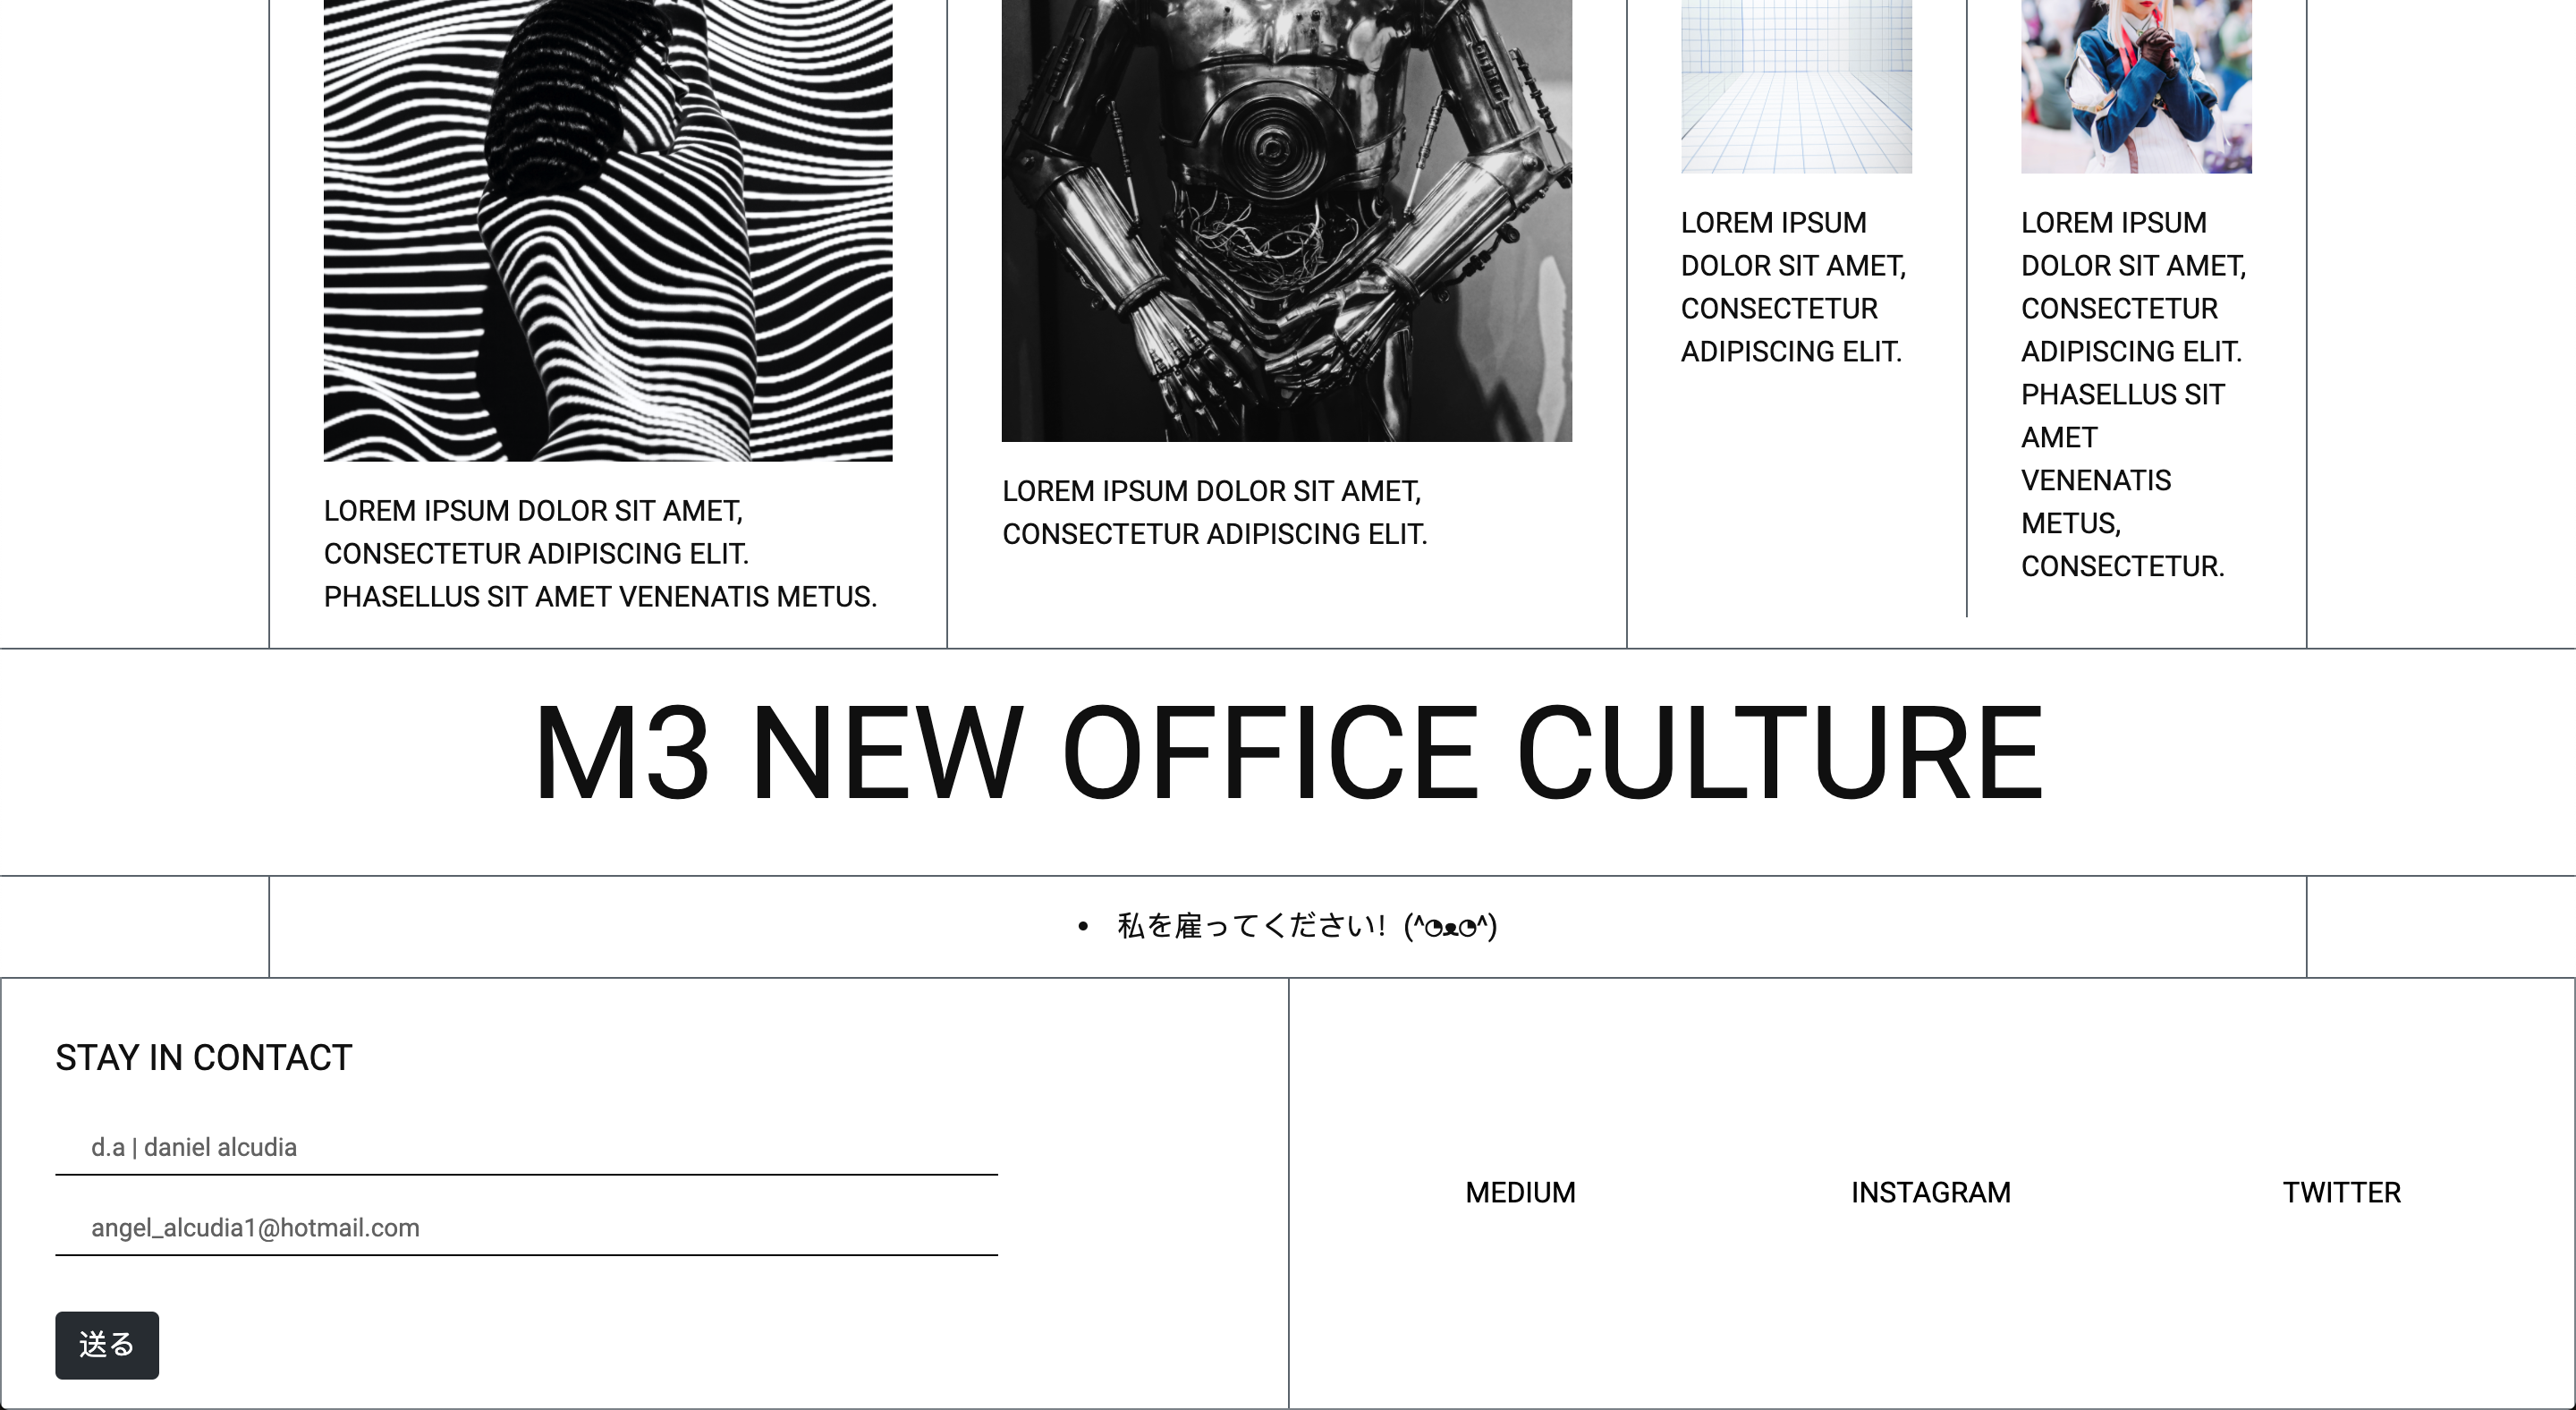 LOREM IPSUM DOLOR SIT AMET,
CONSECTETUR ADIPISCING ELIT.
PHASELLUS SIT AMET VENENATIS METUS.
LOREM IPSUM DOLOR SIT AMET,
CONSECTETUR ADIPISCING ELIT.
LOREM IPSUM
DOLOR SIT AMET,
CONSECTETUR
ADIPISCING ELIT.
LOREM IPSUM
DOLOR SIT AMET,
CONSECTETUR
ADIPISCING ELIT.
PHASELLUS SIT
AMET
VENENATIS
METUS,
CONSECTETUR.
M3 NEW OFFICE CULTURE
• 私を雇ってください! (^◔ᴥ◔^)
STAY IN CONTACT
d.a | daniel alcudia
angel_alcudia1@hotmail.com
送る
MEDIUM
INSTAGRAM
TWITTER